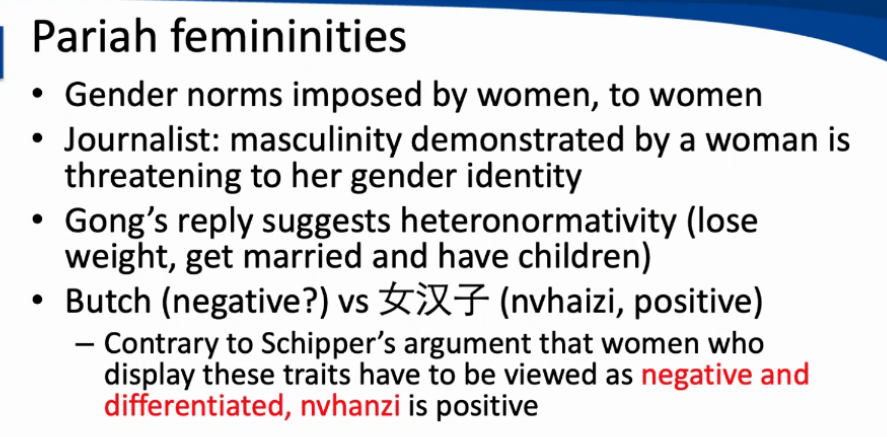 Pariah femininities
• Gender norms imposed by women, to women
• Journalist: masculinity demonstrated by a woman is
threatening to her gender identity
• Gong's reply suggests heteronormativity (lose
weight, get married and have children)
• Butch (negative?) vs 女汉子 (nvhaizi, positive)
– Contrary to Schipper's argument that women who
display these traits have to be viewed as negative and
differentiated, nvhanzi is positive